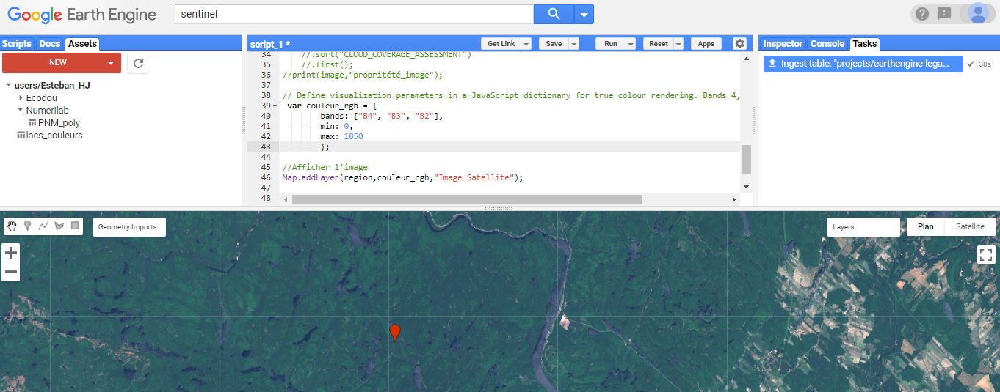 Google Earth Engine
sentinel
Scripts Docs Assets
NEW
users/Esteban_HJ
Ecodou
Numerilab
PNM_poly
lacs_couleurs
script_1 *
Get Link Save Run Reset Apps
34 //.sort("CLOUD_COVERAGE_ASSESSMENT")
35 //.first();
36 //print(image,"propritété_image");
37
38 // Define visualization parameters in a JavaScript dictionary for true colour rendering. Bands 4,
39 var couleur_rgb = {
40 bands: ["B4", "B3", "B2"],
41 min: 0,
42 max: 1850
43 };
44
45 //Afficher l'image
46 Map.addLayer(region,couleur_rgb,"Image Satellite");
47
48
Inspector Console Tasks
Ingest table: "projects/earthengine-lega... 38s
Geometry Imports
Layers
Plan Satellite